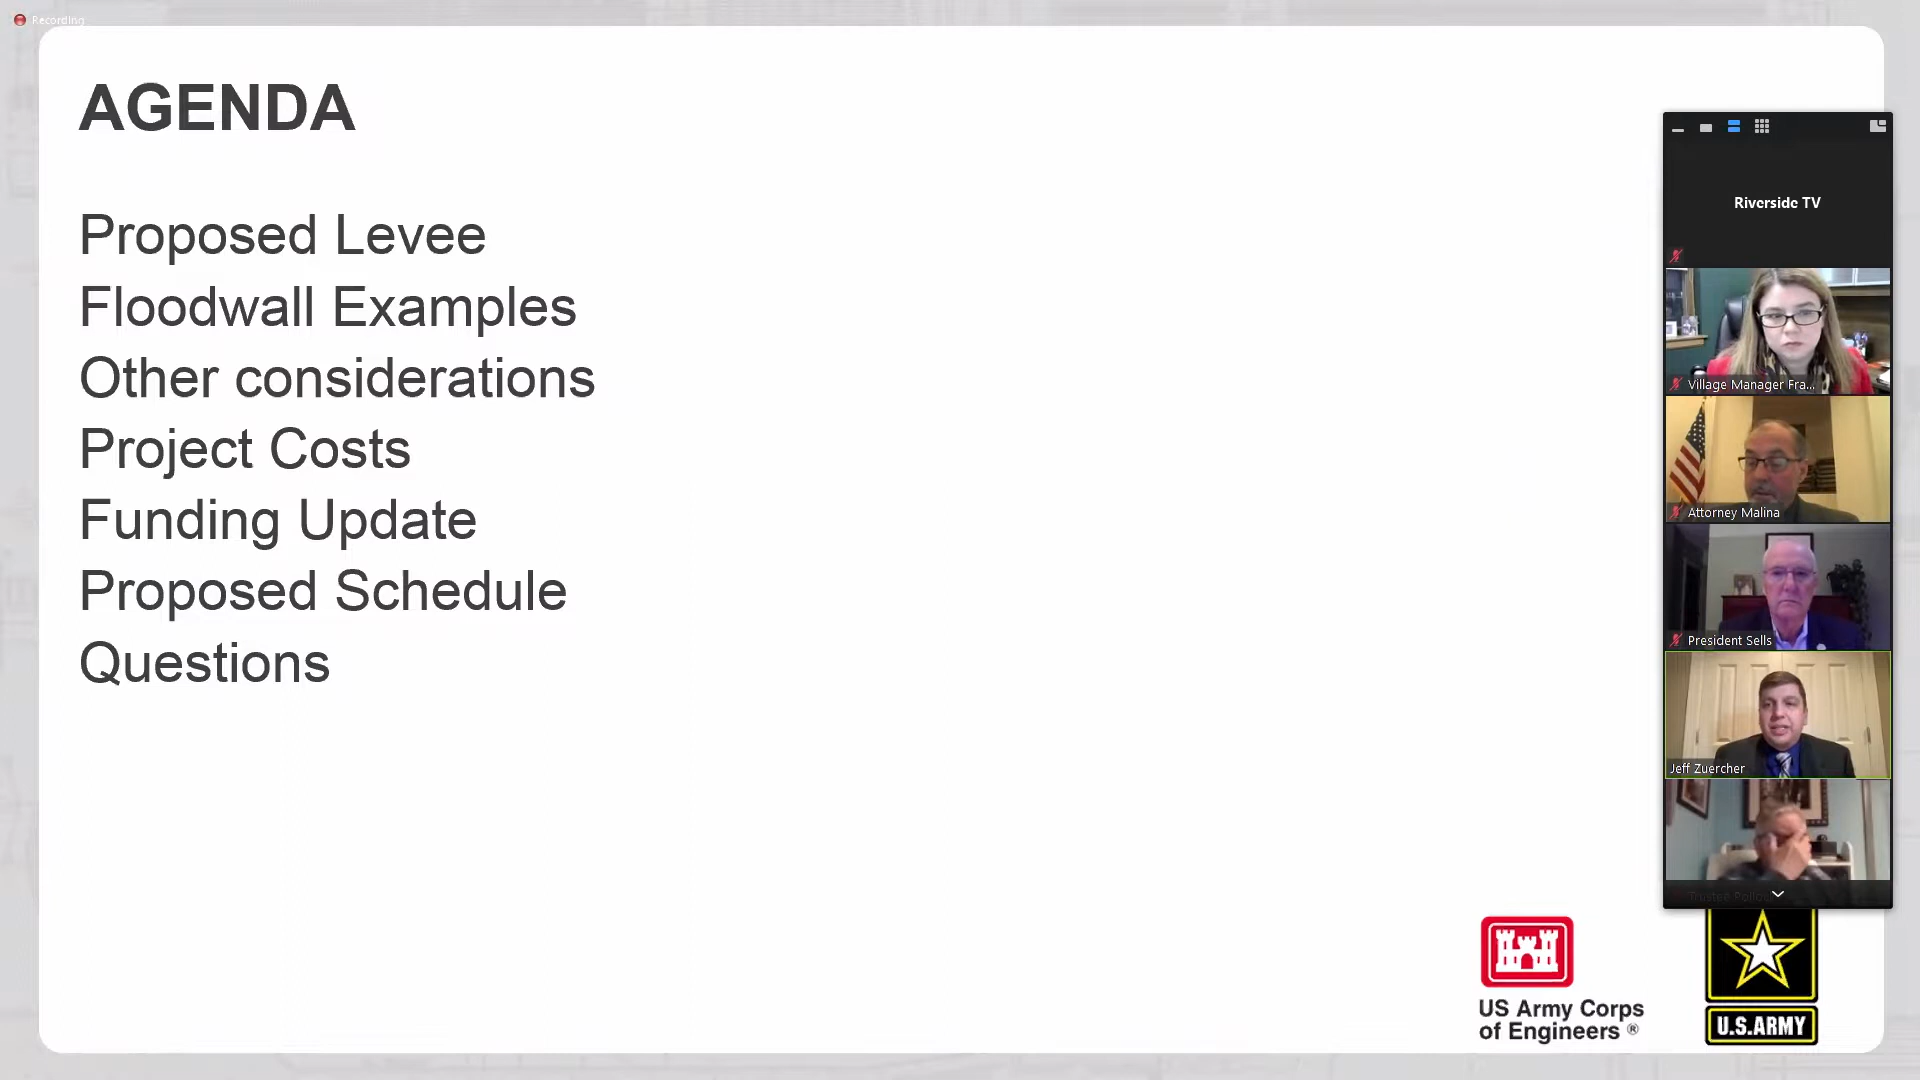 Recording
AGENDA
Proposed Levee
Floodwall Examples
Other considerations
Project Costs
Funding Update
Proposed Schedule
Questions
Riverside TV
Village Manager Fra...
Attorney Malina
President Sells
Jeff Zuercher
Trustee
US Army Corps
of Engineers ®
U.S.ARMY